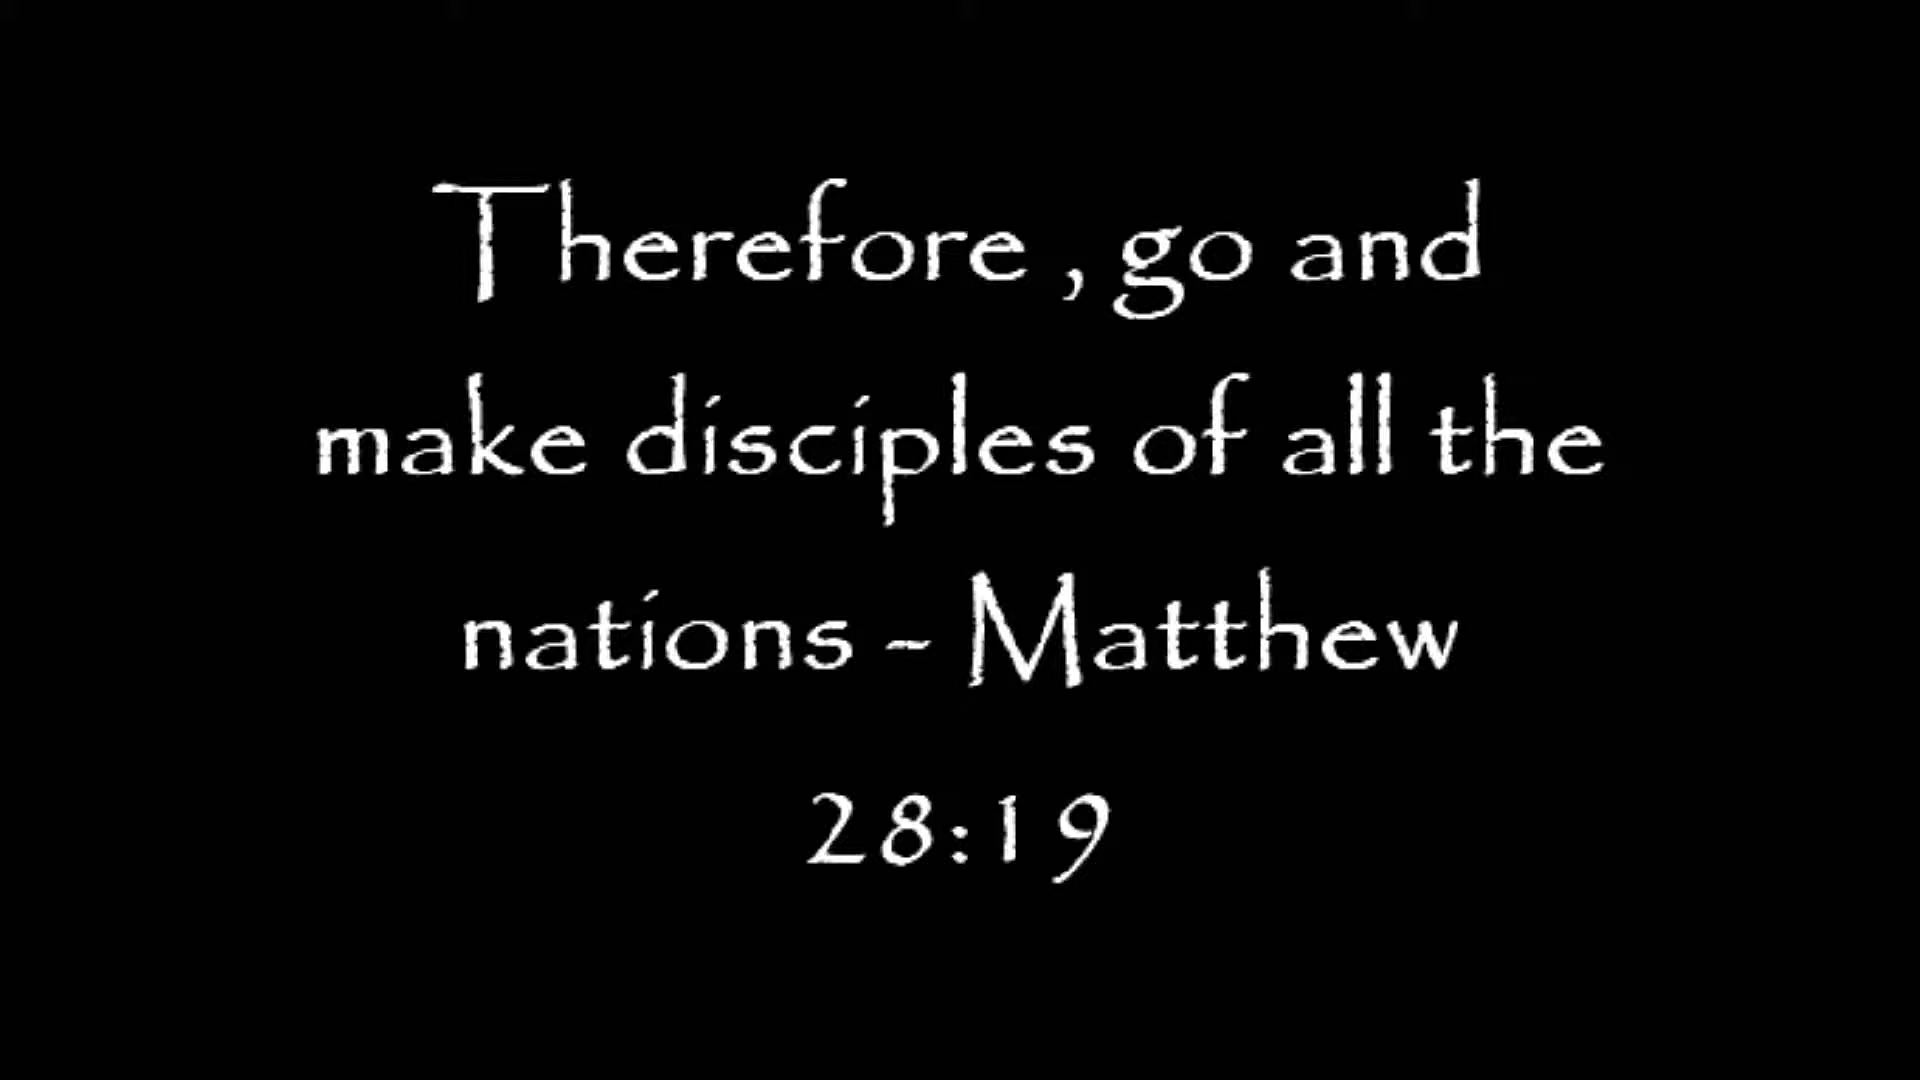 Therefore , go and
make disciples of all the
nations - Matthew
28:19